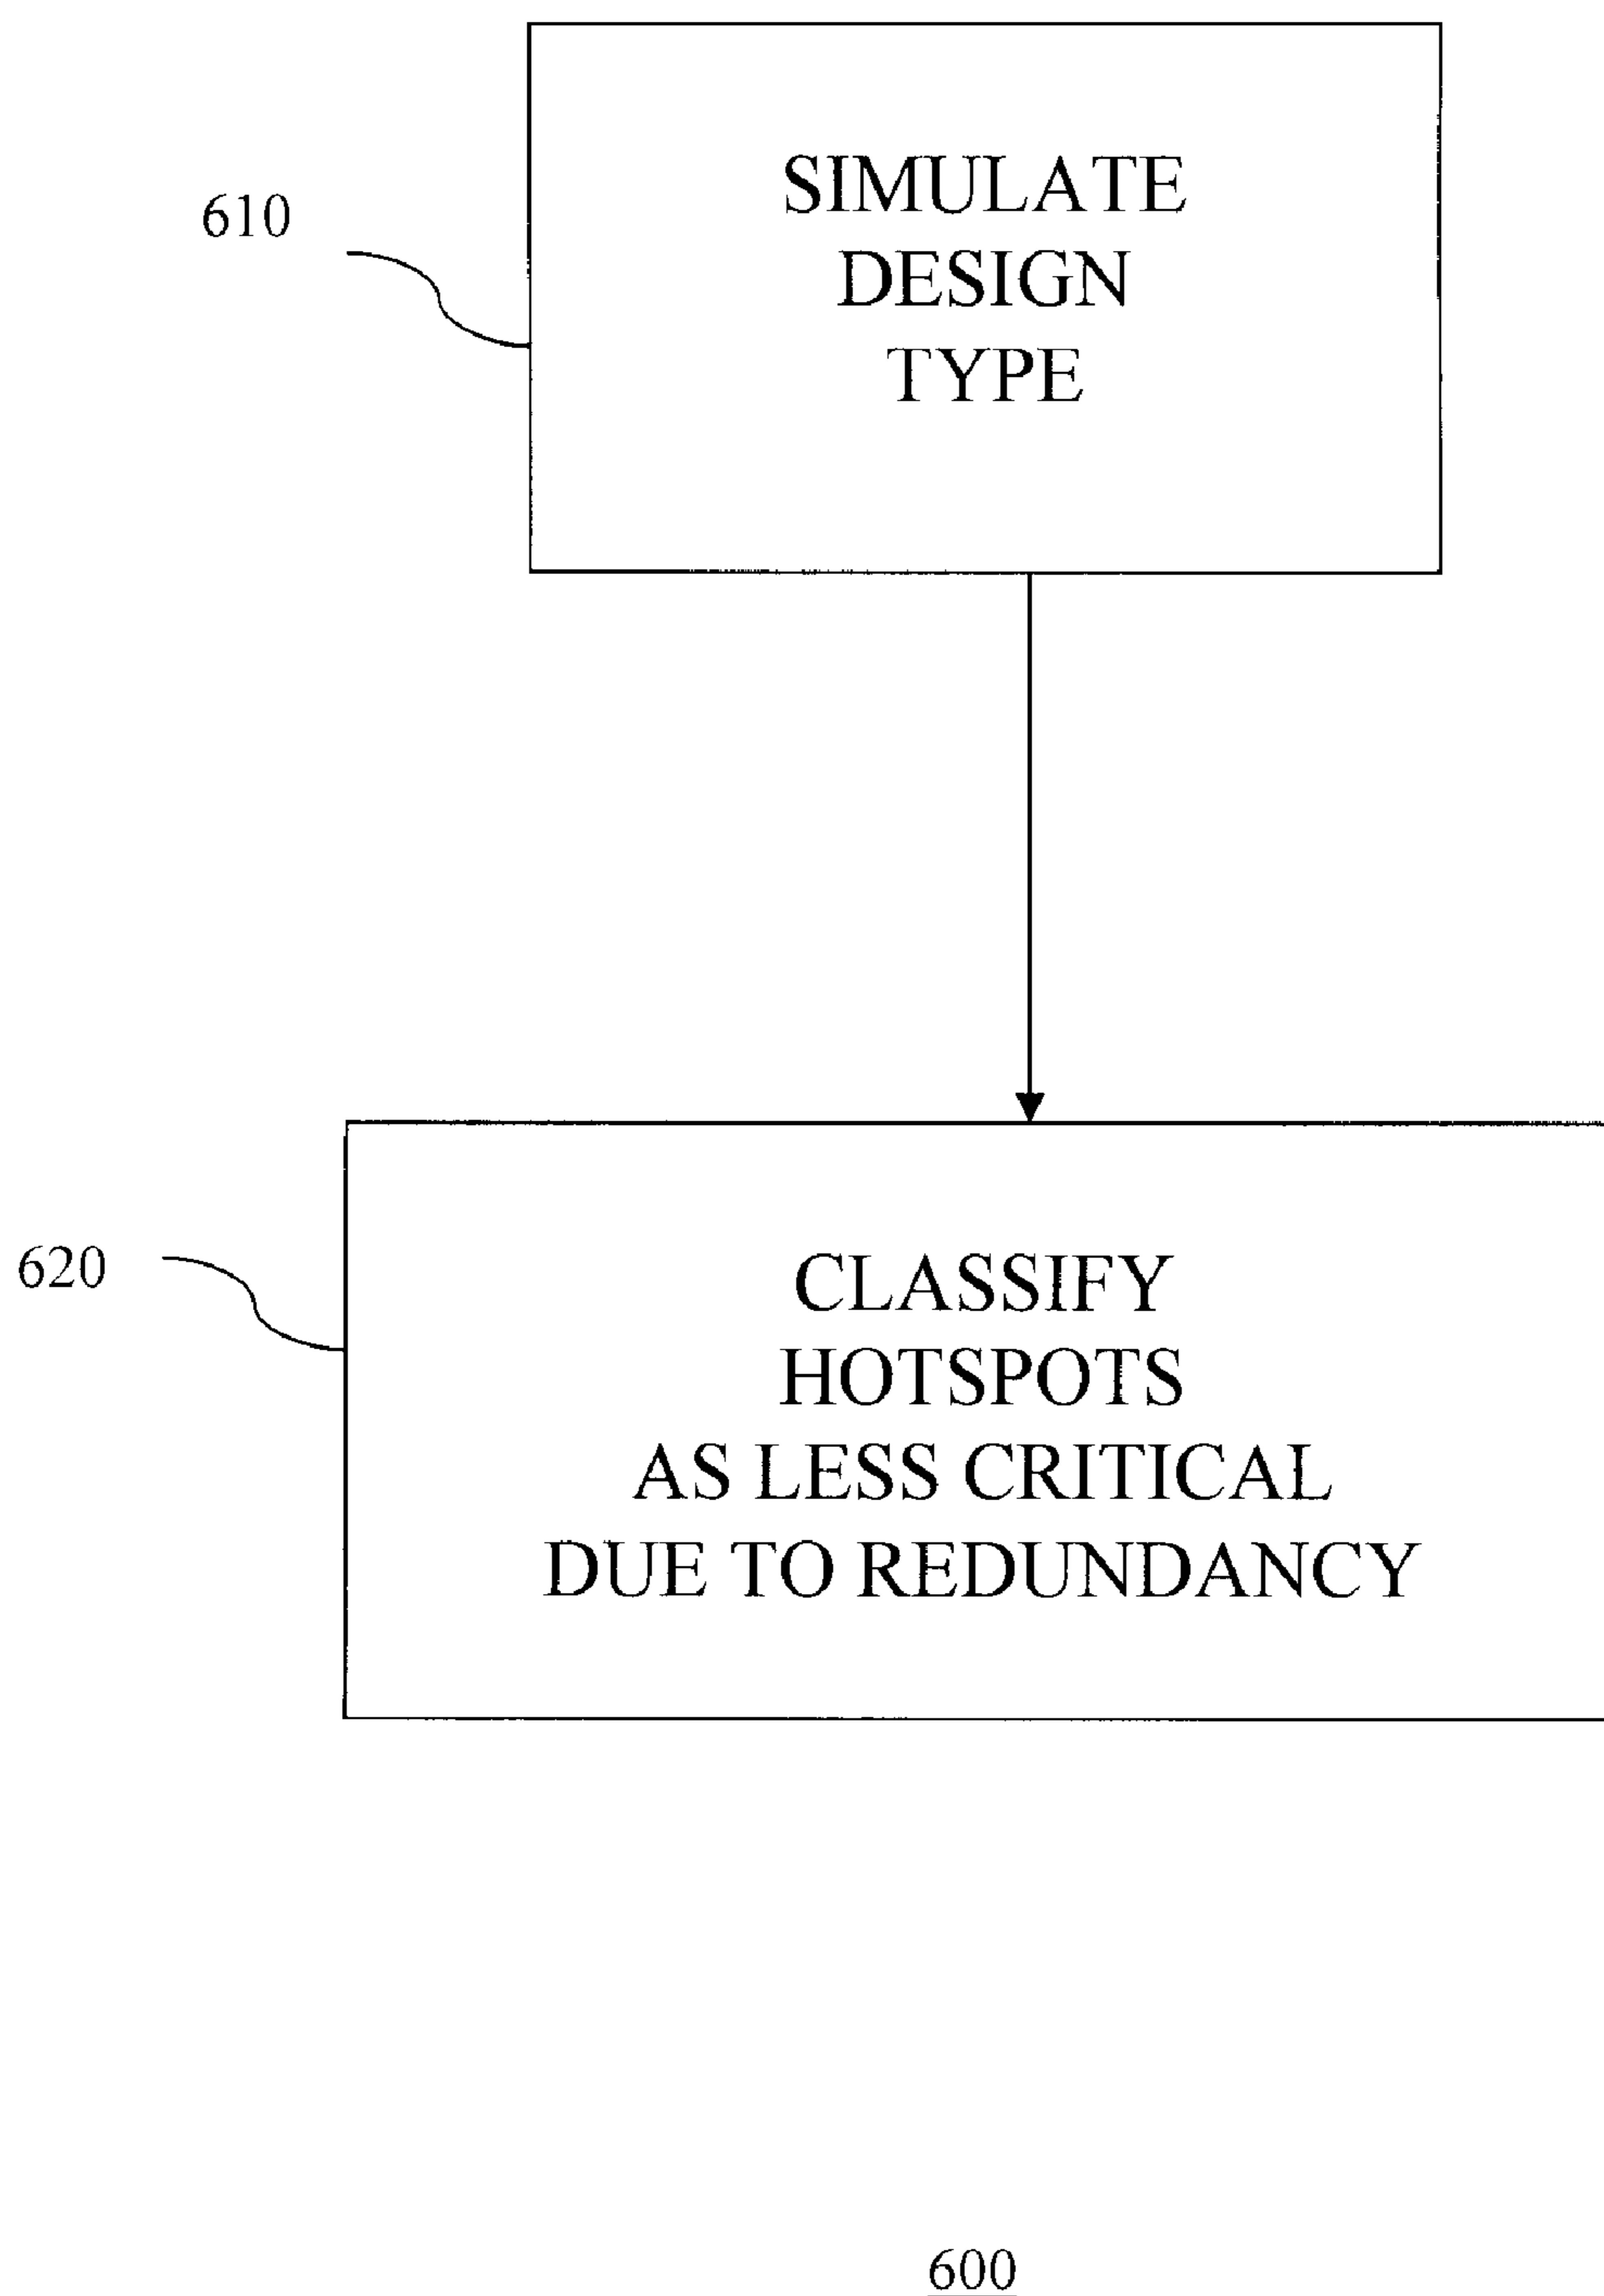 610
SIMULATE
DESIGN
TYPE
620
CLASSIFY
HOTSPOTS
AS LESS CRITICAL
DUE TO REDUNDANCY
600